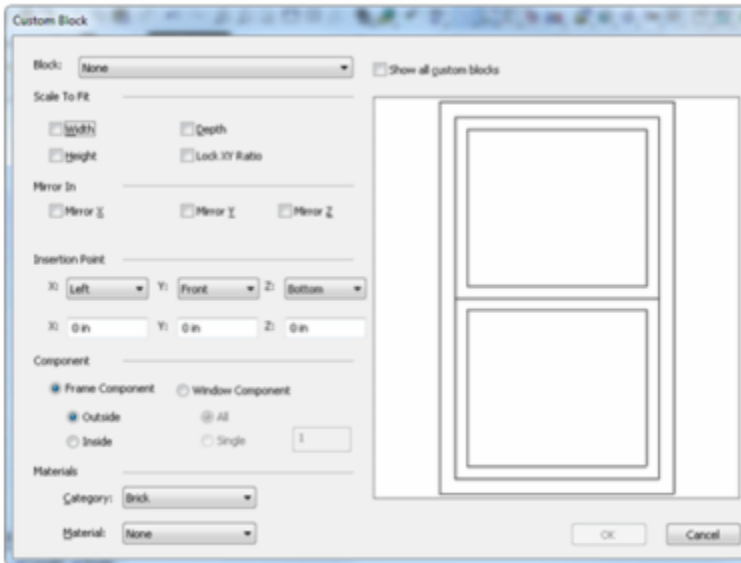 Custom Block
Block: None
Show all custom blocks
Scale To Fit
Width
Depth
Height
Lock XY Ratio
Mirror In
Mirror X
Mirror Y
Mirror Z
Insertion Point
X: Left Y: Front Z: Bottom
X: 0 in Y: 0 in Z: 0 in
Component
Frame Component
Window Component
Outside
All
Inside
Single
1
Materials
Category: Brick
Material: None
OK
Cancel